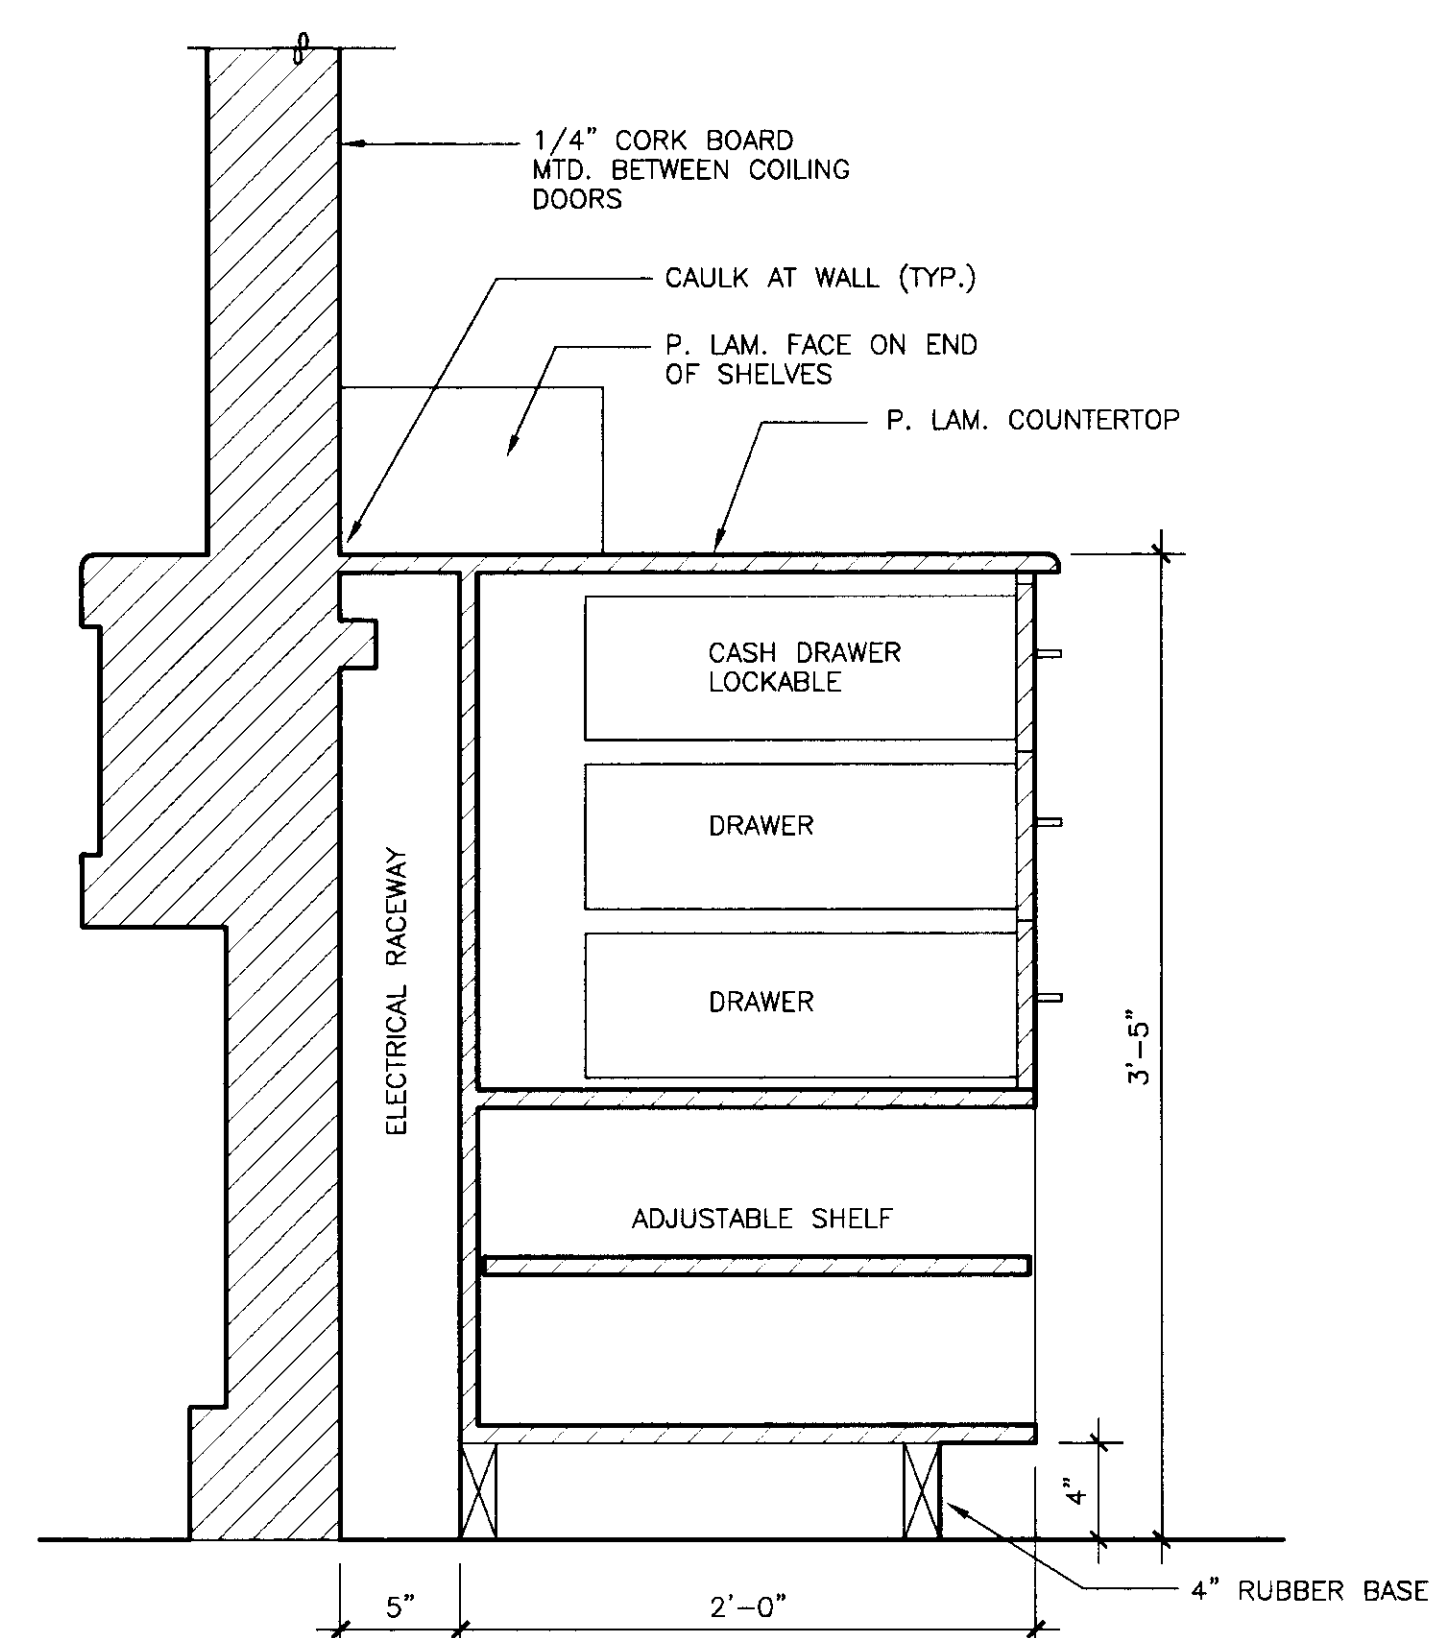 1/4" CORK BOARD
MTD. BETWEEN COILING
DOORS
CAULK AT WALL (TYP.)
P. LAM. FACE ON END
OF SHELVES
P. LAM. COUNTERTOP
CASH DRAWER
LOCKABLE
DRAWER
ELECTRICAL RACEWAY
DRAWER
3'-5"
ADJUSTABLE SHELF
4"
4" RUBBER BASE
5"
2'-0"